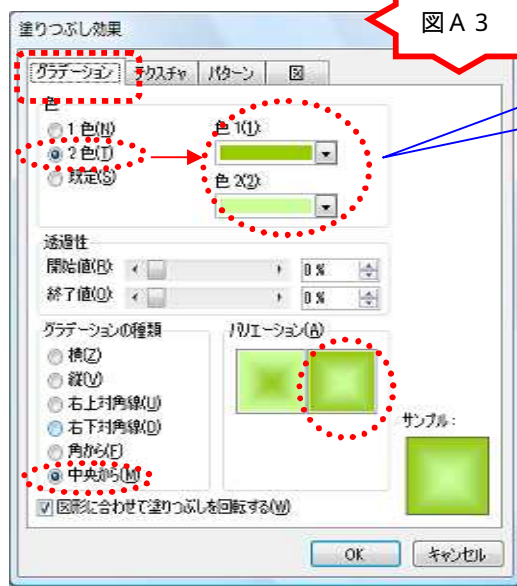 図A3
塗りつぶし効果
グラデーション テクスチャ パターン 図
色
1色(N)
2色(T)
既定(S)
色 1(1):
色 2(2):
透過性
開始値(R): 0 %
終了値(O): 0 %
グラデーションの種類
横(Z)
縦(V)
右上対角線(U)
右下対角線(D)
角から(F)
中央から(M)
バリエーション(A)
サンプル:
図形に合わせて塗りつぶしを回転する(W)
OK キャンセル